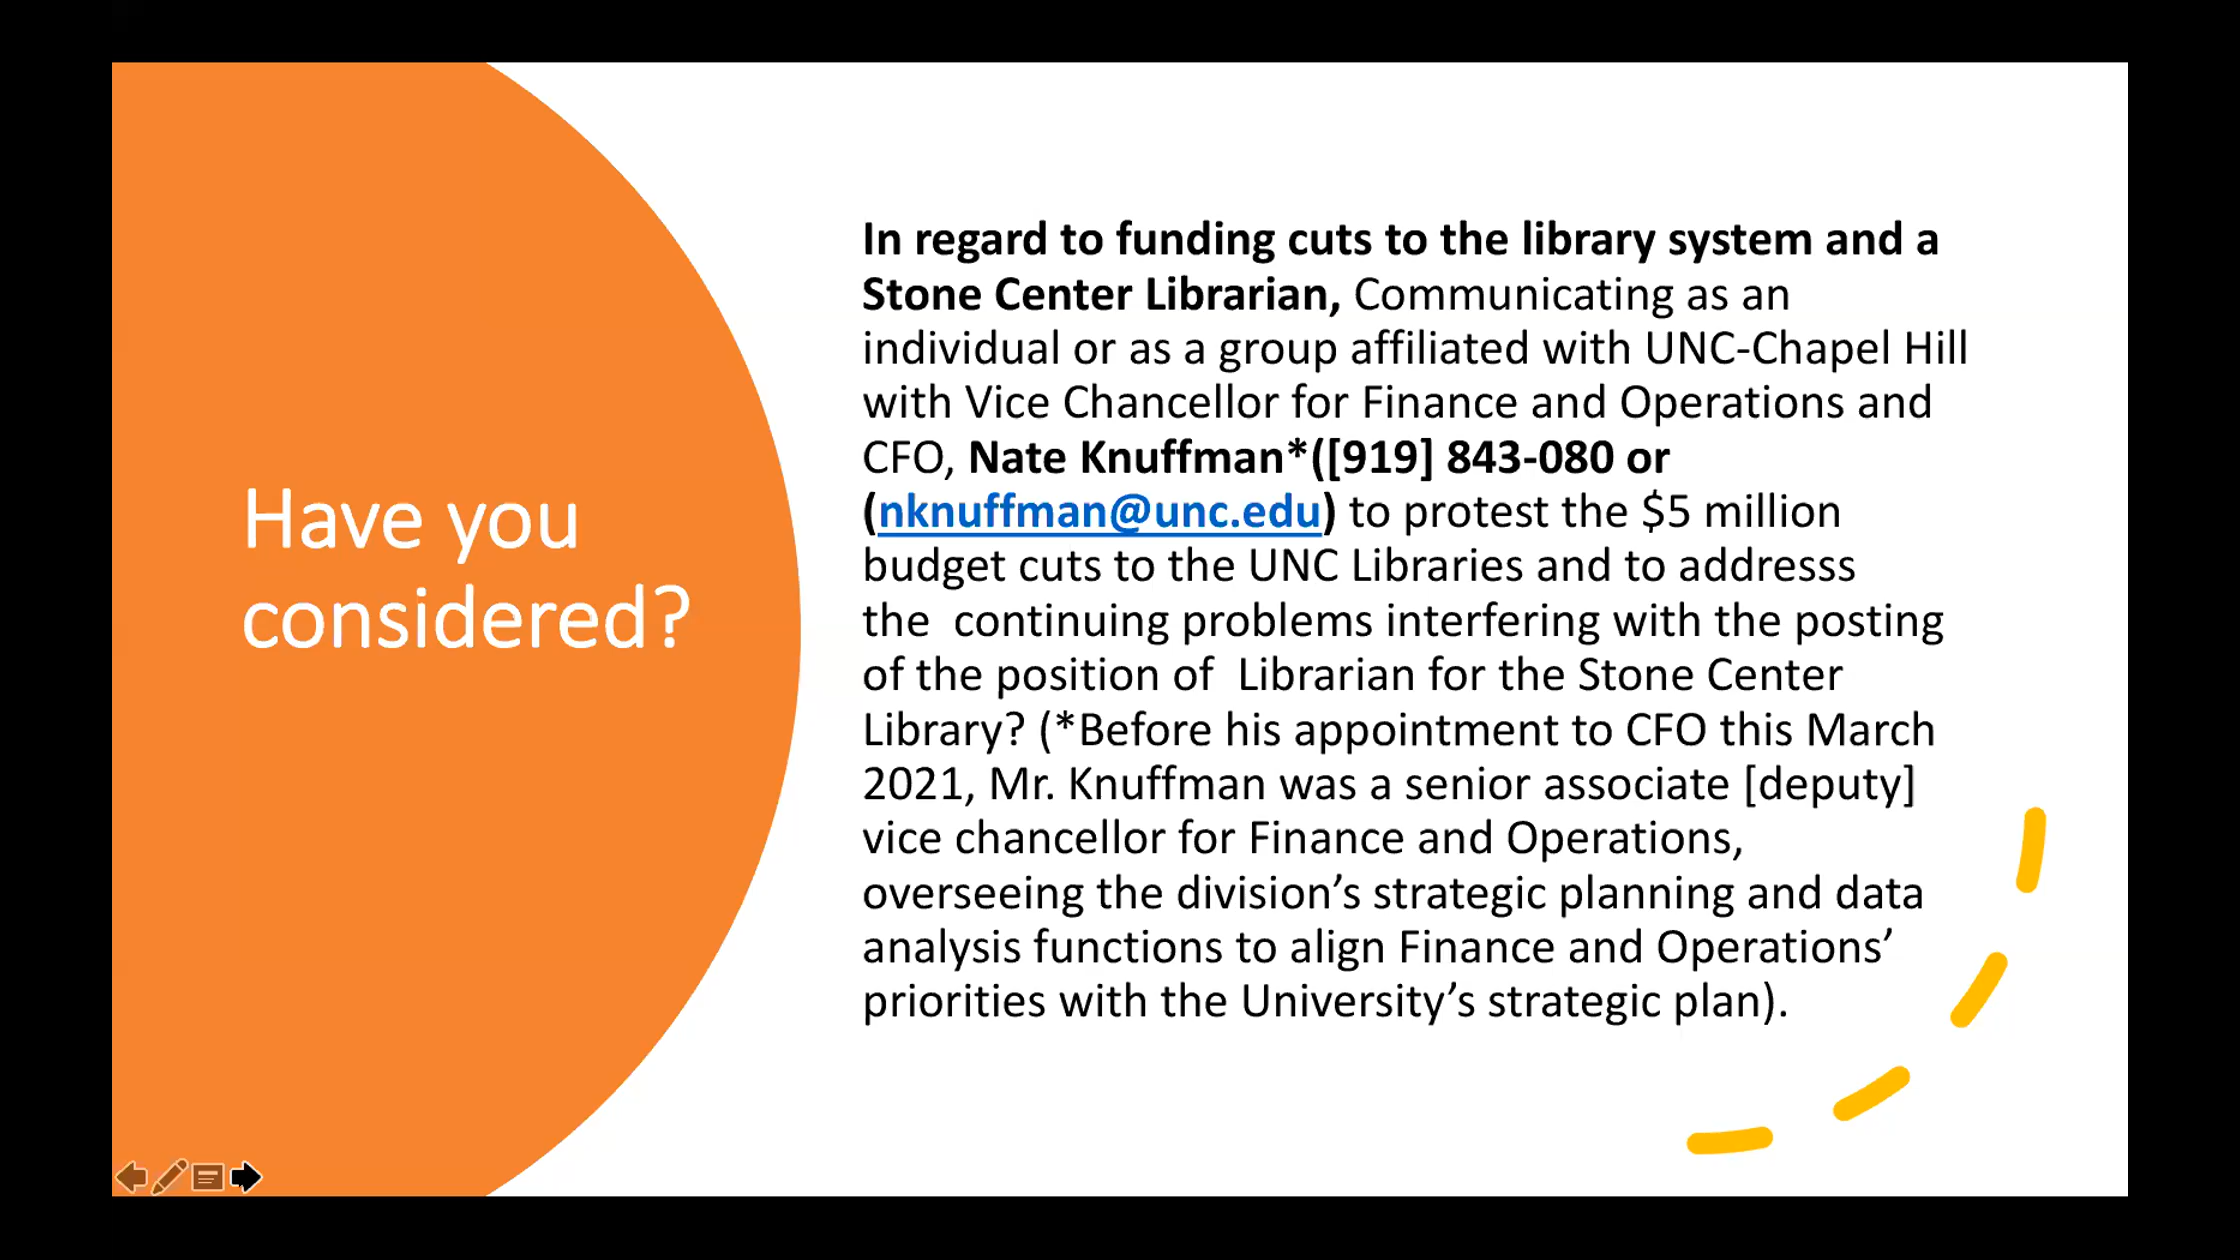 Have you
considered?
In regard to funding cuts to the library system and a
Stone Center Librarian, Communicating as an
individual or as a group affiliated with UNC-Chapel Hill
with Vice Chancellor for Finance and Operations and
CFO, Nate Knuffman*([919] 843-080 or
(nknuffman@unc.edu) to protest the $5 million
budget cuts to the UNC Libraries and to addresss
the  continuing problems interfering with the posting
of the position of  Librarian for the Stone Center
Library? (*Before his appointment to CFO this March
2021, Mr. Knuffman was a senior associate [deputy]
vice chancellor for Finance and Operations,
overseeing the division’s strategic planning and data
analysis functions to align Finance and Operations’
priorities with the University’s strategic plan).